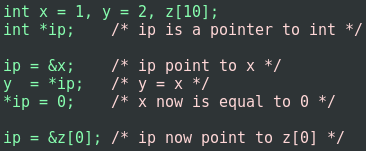 int x = 1, y = 2, z[10];
int *ip;    /* ip is a pointer to int */

ip = &x;    /* ip point to x */
y  = *ip;   /* y = x */
*ip = 0;    /* x now is equal to 0 */

ip = &z[0]; /* ip now point to z[0] */